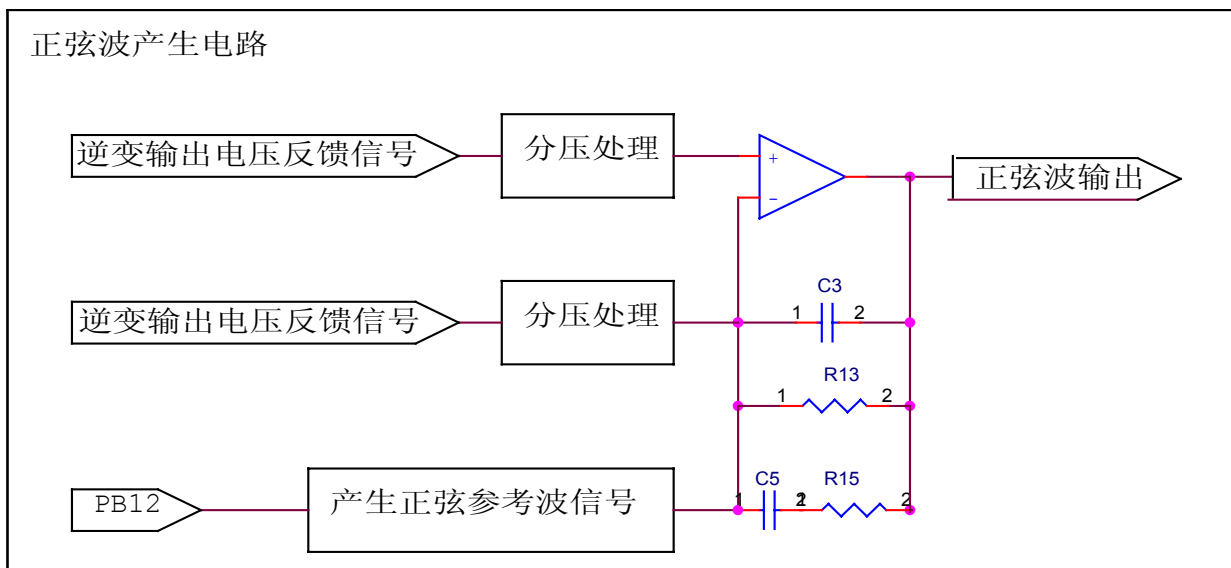 正弦波产生电路
逆变输出电压反馈信号
分压处理
+
-
正弦波输出
逆变输出电压反馈信号
分压处理
C3
1
2
R13
1
2
PB12
产生正弦参考波信号
C5
R15
1
2
1
2